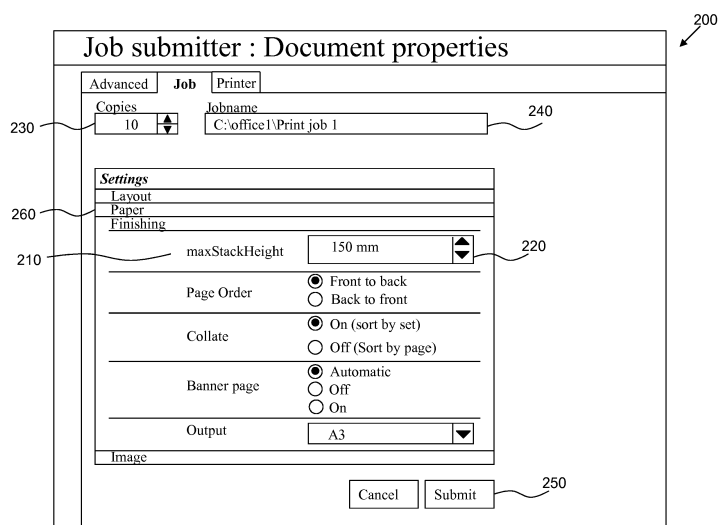 200
Job submitter : Document properties
Advanced Job Printer
Copies Jobname
230 10 C:\office1\Print job 1 240
Settings
Layout
260 Paper
Finishing
210 maxStackHeight 150 mm 220
Page Order Front to back
Back to front
Collate On (sort by set)
Off (Sort by page)
Banner page Automatic
Off
On
Output A3
Image
Cancel Submit 250